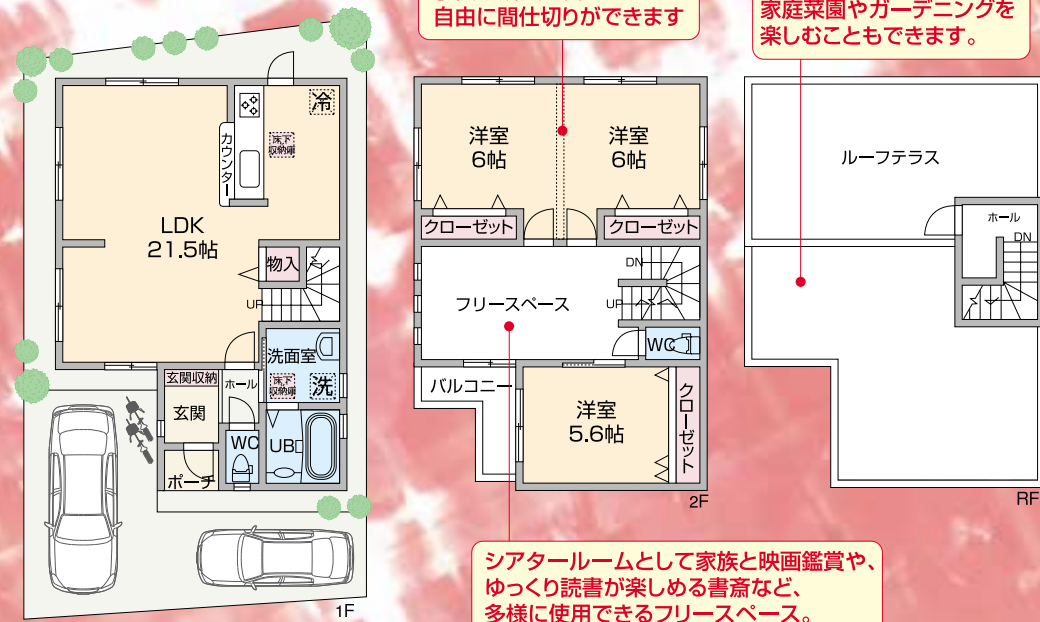 自由に間仕切りができます
家庭菜園やガーデニングを
楽しむこともできます。
冷
床下
収納庫
カウンター
LDK
21.5帖
物入
UP
洗面室
床下
収納庫
洗
玄関収納
ホール
玄関
WC
UB
ポーチ
1F
洋室
6帖
洋室
6帖
クローゼット
クローゼット
DN
フリースペース
UP
WC
バルコニー
洋室
5.6帖
クローゼット
2F
ルーフテラス
ホール
DN
RF
シアタールームとして家族と映画鑑賞や、
ゆっくり読書が楽しめる書斎など、
多様に使用できるフリースペース。